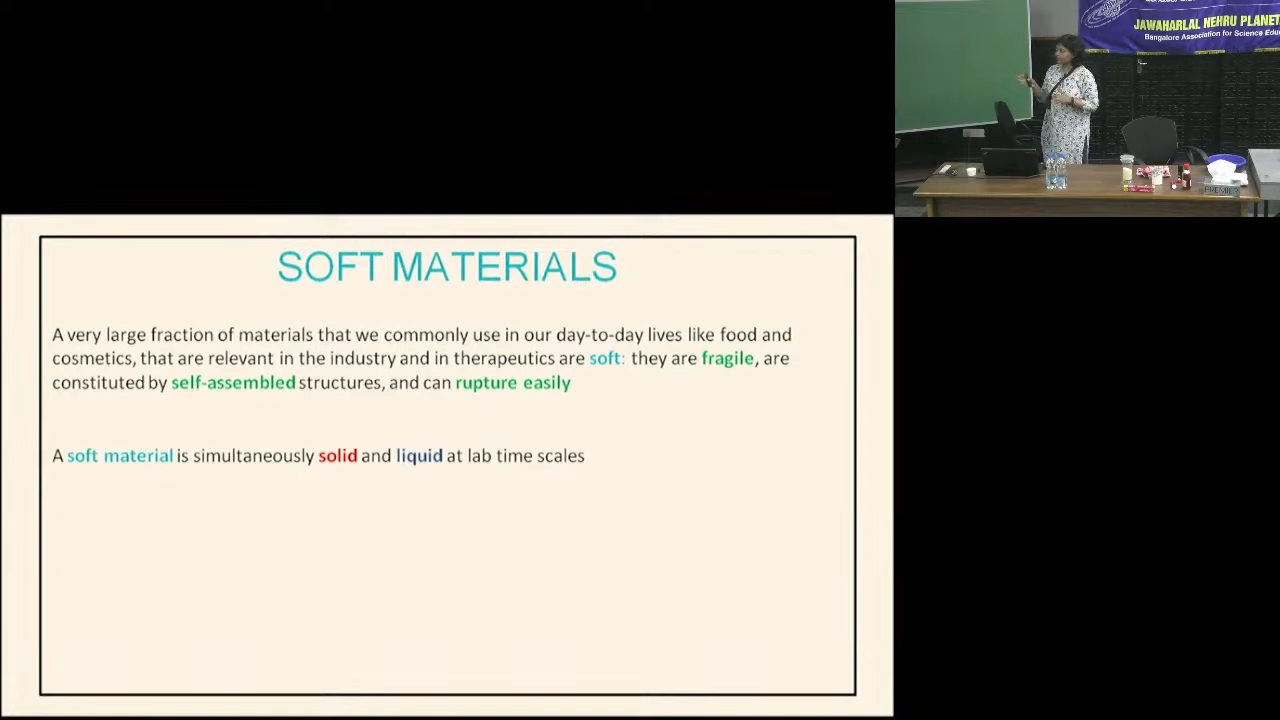 JAWAHARLAL NEHRU PLANET
Bangalore Association for Science Edu
PREMIER
SOFT MATERIALS
A very large fraction of materials that we commonly use in our day-to-day lives like food and
cosmetics, that are relevant in the industry and in therapeutics are soft: they are fragile, are
constituted by self-assembled structures, and can rupture easily
A soft material is simultaneously solid and liquid at lab time scales